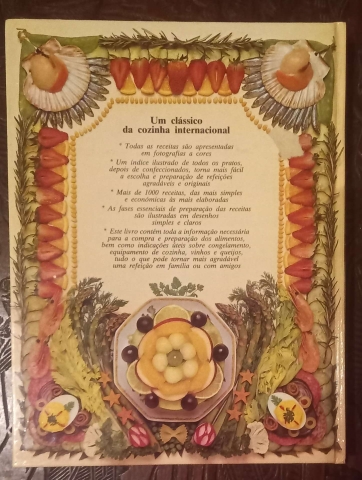 Um clássico
da cozinha internacional
* Todas as receitas são apresentadas
em fotografias a cores
* Um índice ilustrado de todos os pratos,
depois de confeccionados, torna mais fácil
a escolha e preparação de refeições
agradáveis e originais
* Mais de 1000 receitas, das mais simples
e económicas às mais elaboradas
* As fases essenciais de preparação das receitas
são ilustradas em desenhos
simples e claros
* Este livro contém toda a informação necessária
para a compra e preparação dos alimentos,
bem como indicações úteis sobre congelamento,
equipamento de cozinha, vinhos e queijos,
tudo o que pode tornar mais agradável
uma refeição em família ou com amigos